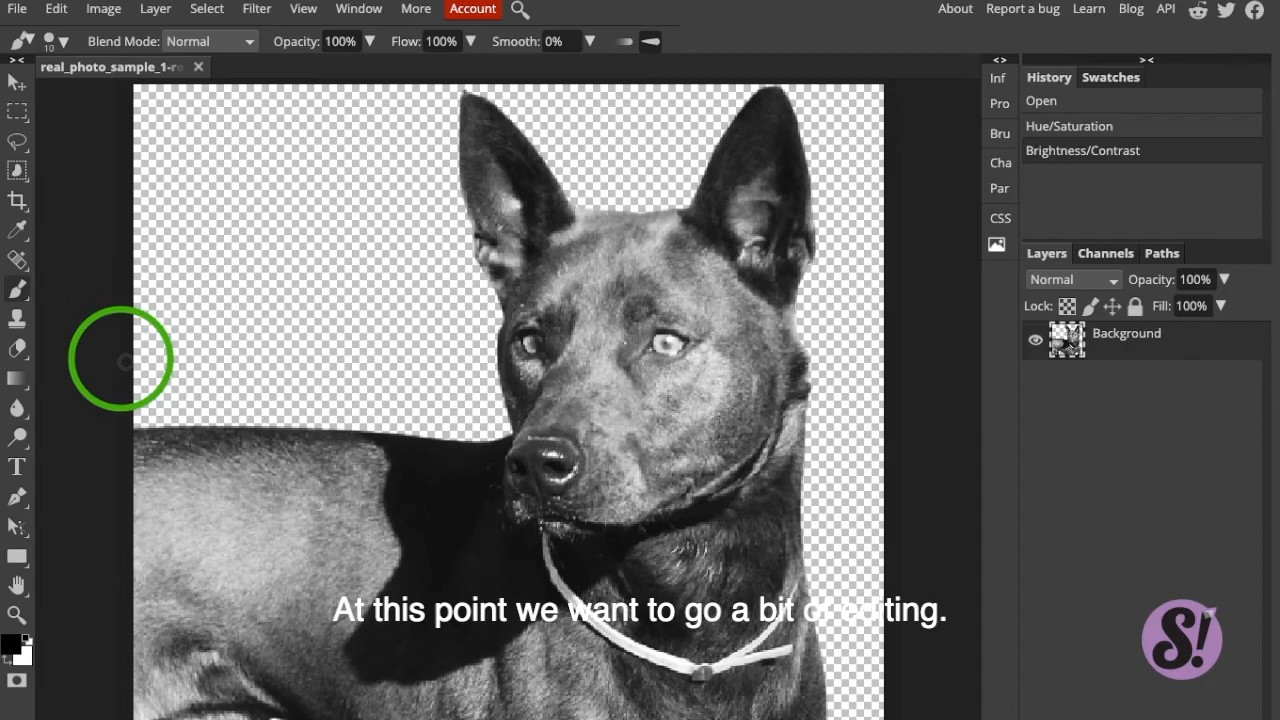 File Edit Image Layer Select Filter View Window More Account About Report a bug Learn Blog API
10 Blend Mode: Normal Opacity: 100% Flow: 100% Smooth: 0%
> < < > > <
real_photo_sample_1-re ×
Inf
Pro
Bru
Cha
Par
CSS
History Swatches
Open
Hue/Saturation
Brightness/Contrast
Layers Channels Paths
Normal Opacity: 100%
Lock: Fill: 100%
Background
T
At this point we want to go a bit of editing.
S!